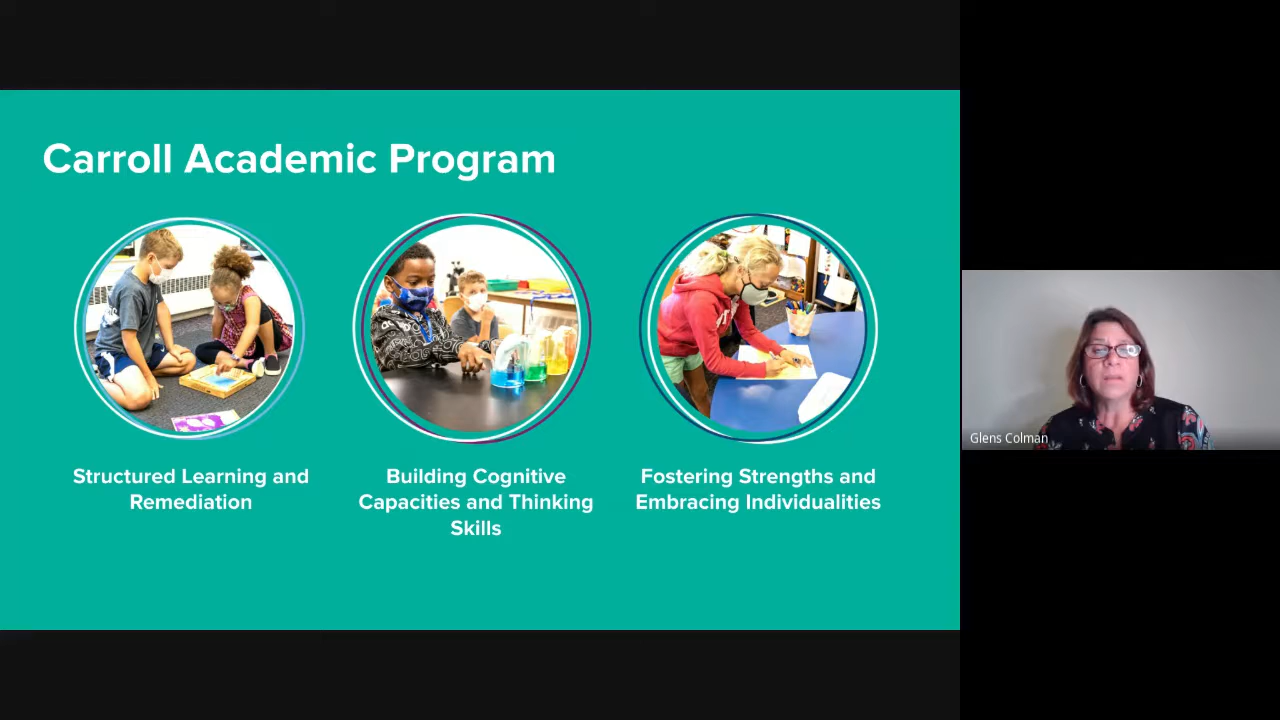 Carroll Academic Program
Structured Learning and
Remediation
Building Cognitive
Capacities and Thinking
Skills
Fostering Strengths and
Embracing Individualities
Glens Colman